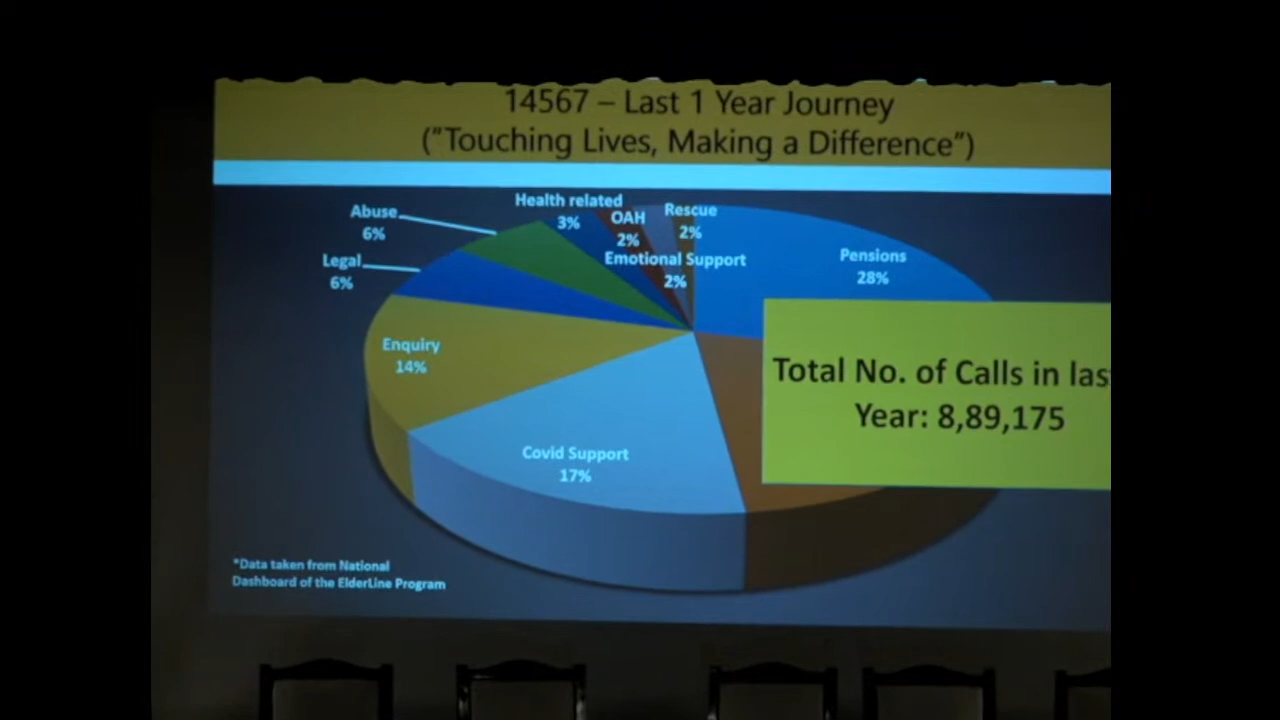 14567 – Last 1 Year Journey
("Touching Lives, Making a Difference")
Health related
3%
OAH
2%
Rescue
2%
Abuse
6%
Emotional Support
2%
Pensions
28%
Legal
6%
Enquiry
14%
Total No. of Calls in las
Year: 8,89,175
Covid Support
17%
*Data taken from National
Dashboard of the ElderLine Program